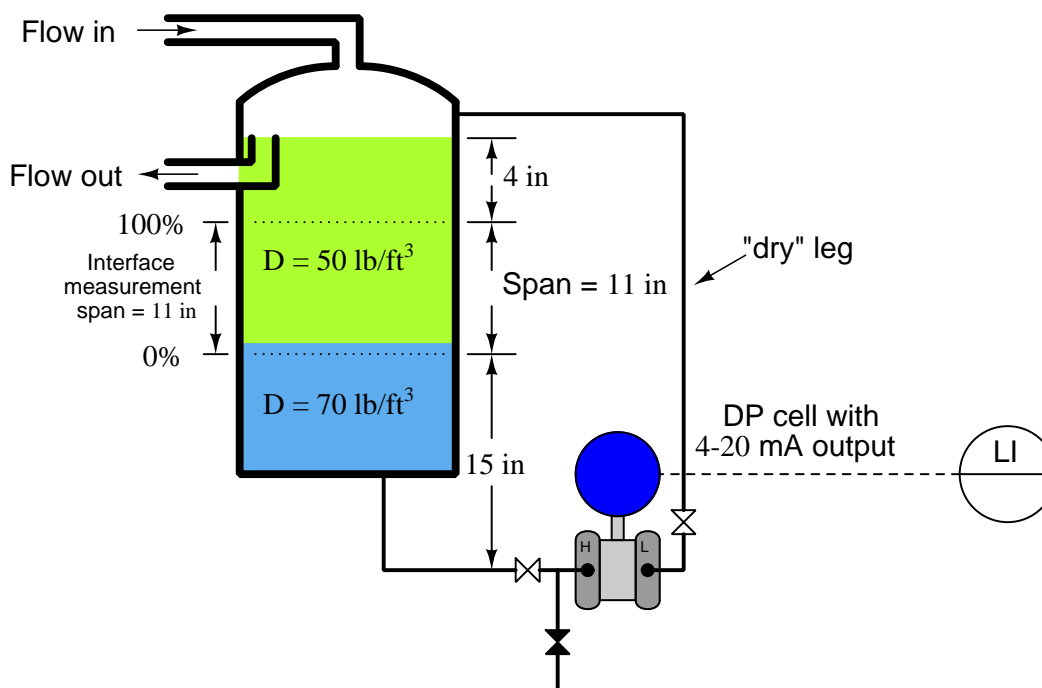 Flow in
Flow out
4 in
100%
D = 50 lb/ft³
"dry" leg
Interface
measurement
span = 11 in
Span = 11 in
0%
D = 70 lb/ft³
DP cell with
4-20 mA output
LI
15 in
H
L